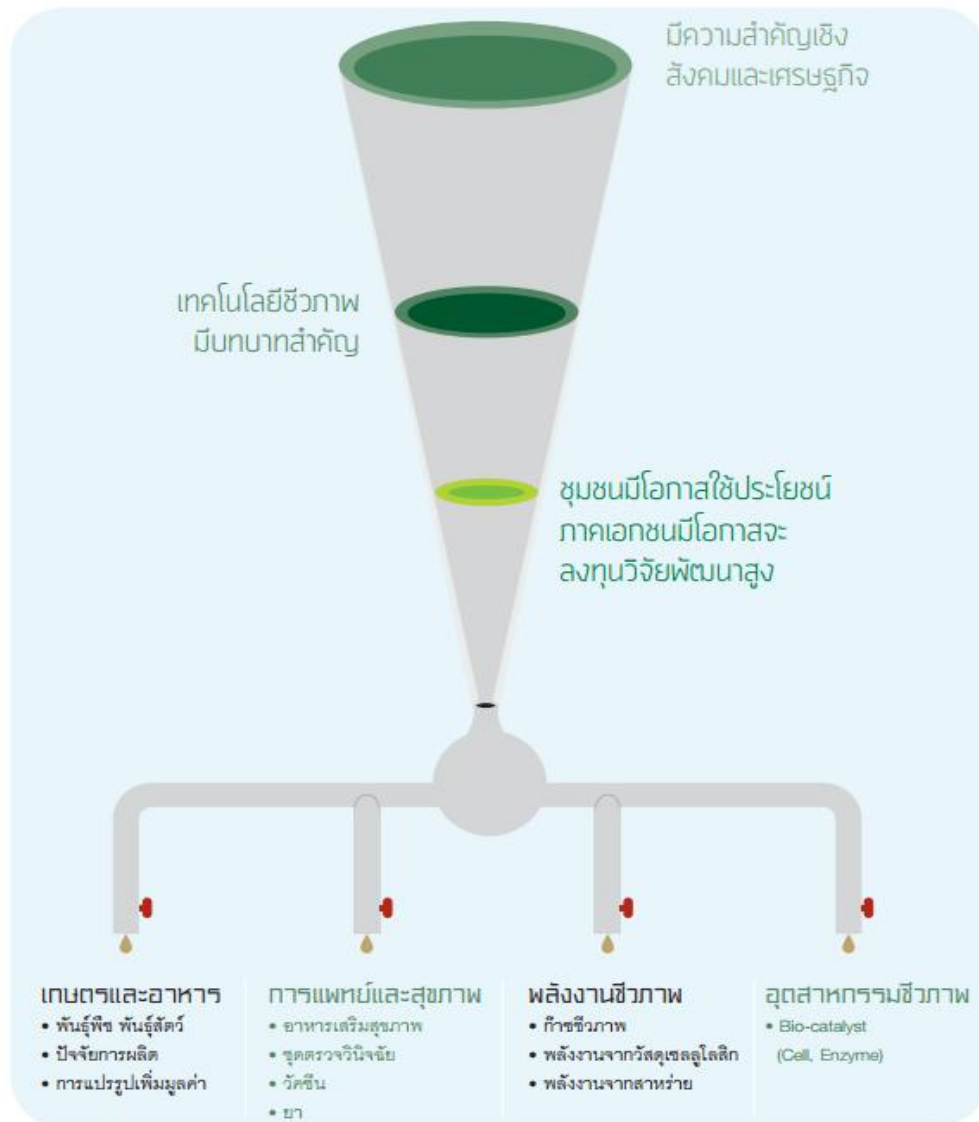 มีความสำคัญเชิง
สังคมและเศรษฐกิจ
เทคโนโลยีชีวภาพ
มีบทบาทสำคัญ
ชุมชนมีโอกาสใช้ประโยชน์
ภาคเอกชนมีโอกาสจะ
ลงทุนวิจัยพัฒนาสูง
เกษตรและอาหาร
• พันธุ์พืช พันธุ์สัตว์
• ปัจจัยการผลิต
• การแปรรูปเพิ่มมูลค่า
การแพทย์และสุขภาพ
• อาหารเสริมสุขภาพ
• ชุดตรวจวินิจฉัย
• วัคซีน
• ยา
พลังงานชีวภาพ
• ก๊าซชีวภาพ
• พลังงานจากวัสดุเซลลูโลสิก
• พลังงานจากสาหร่าย
อุตสาหกรรมชีวภาพ
• Bio-catalyst
(Cell, Enzyme)